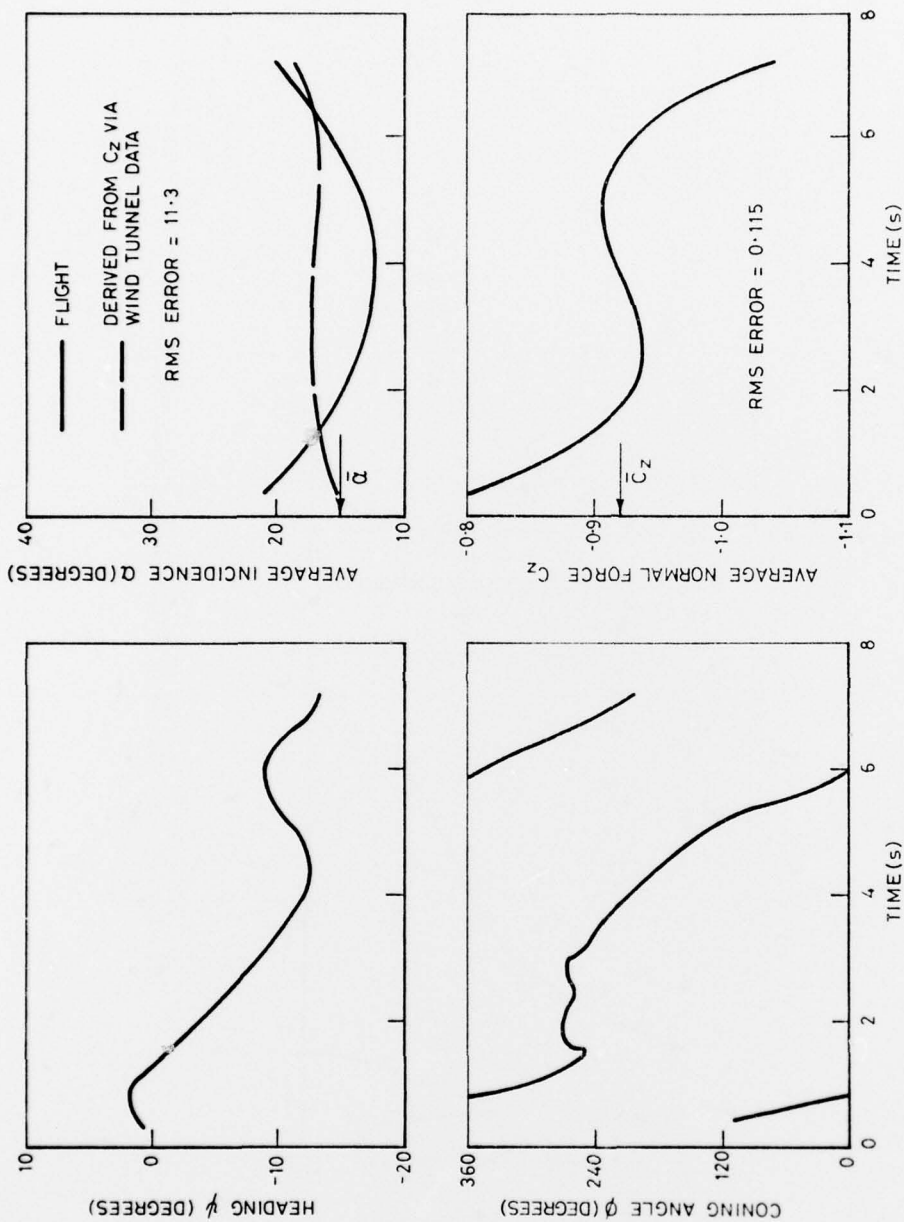 10
0
-10
-20
HEADING ψ (DEGREES)
40
30
20
10
AVERAGE INCIDENCE α (DEGREES)
FLIGHT
DERIVED FROM Cz VIA
WIND TUNNEL DATA
RMS ERROR = 11·3
ᾱ
360
240
120
0
CONING ANGLE ϕ (DEGREES)
0
2
4
6
8
TIME (s)
-0·8
-0·9
-1·0
-1·1
AVERAGE NORMAL FORCE Cz
C̄z
RMS ERROR = 0·115
0
2
4
6
8
TIME (s)